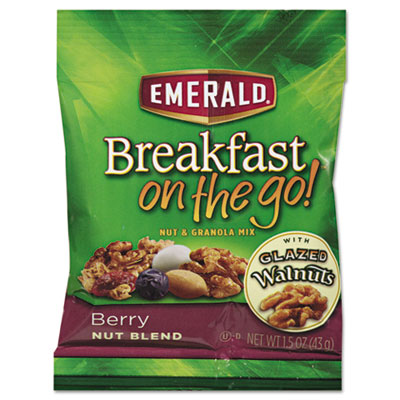 EMERALD®
Breakfast
on the go!
NUT & GRANOLA MIX
WITH
GLAZED
Walnuts
Berry
NUT BLEND
U-D NET WT 1.5 OZ (43 g)